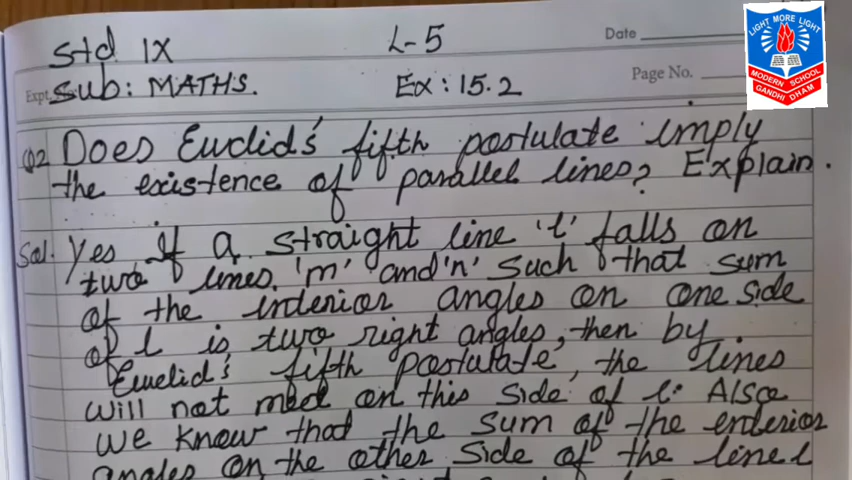 Std IX
L-5
Date
Expt.
Sub: MATHS.
Ex: 15.2
Page No.
LIGHT MORE LIGHT
MODERN SCHOOL
GANDHI DHAM
Q2 Does Euclid's fifth postulate imply
the existence of parallel lines? Explain.
Sol. Yes If a straight line 'l' falls on
two lines 'm' and 'n' such that sum
of the interior angles on one side
of l is two right angles, then by
Euclid's fifth postulate, the lines
will not meet on this side of l. Also
we know that the sum of the interior
angles on the other side of the line l